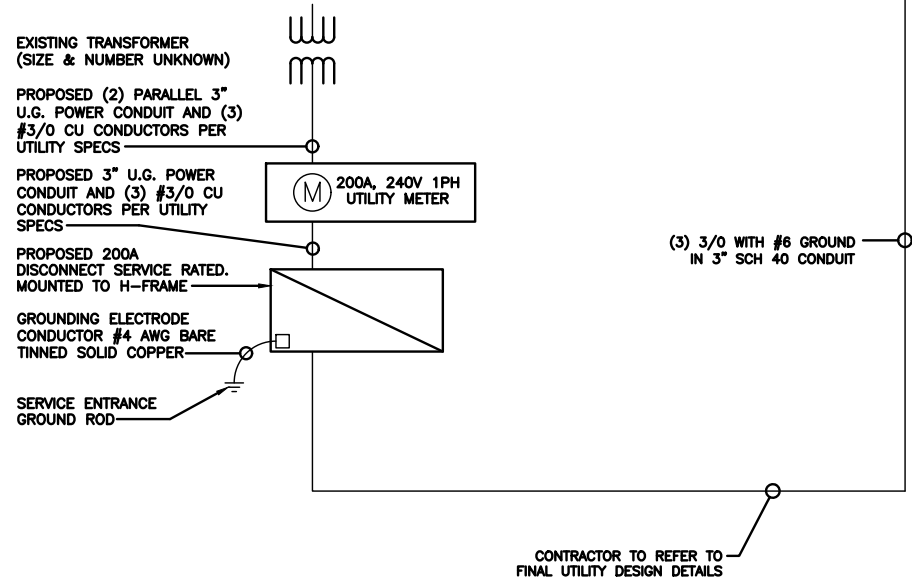 EXISTING TRANSFORMER
(SIZE & NUMBER UNKNOWN)
PROPOSED (2) PARALLEL 3"
U.G. POWER CONDUIT AND (3)
#3/0 CU CONDUCTORS PER
UTILITY SPECS
PROPOSED 3" U.G. POWER
CONDUIT AND (3) #3/0 CU
CONDUCTORS PER UTILITY
SPECS
PROPOSED 200A
DISCONNECT SERVICE RATED.
MOUNTED TO H-FRAME
GROUNDING ELECTRODE
CONDUCTOR #4 AWG BARE
TINNED SOLID COPPER
SERVICE ENTRANCE
GROUND ROD
M
200A, 240V 1PH
UTILITY METER
(3) 3/0 WITH #6 GROUND
IN 3" SCH 40 CONDUIT
CONTRACTOR TO REFER TO
FINAL UTILITY DESIGN DETAILS